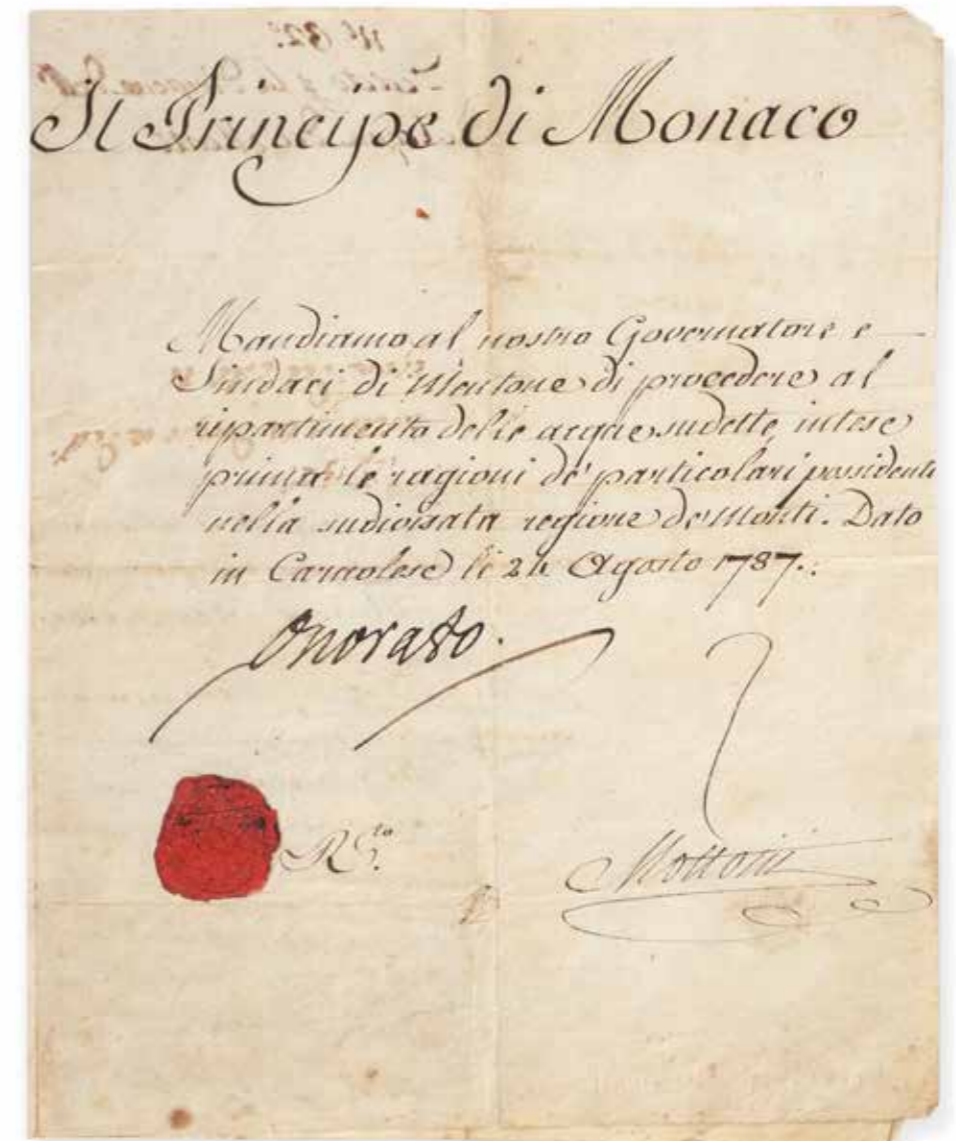 Il Principe di Monaco
Mandiamo al nostro Governatore e
Sindaci di Mentone di procedere al
ripartimento delle acque sudette, intese
prima le ragioni de' particolari possidenti
nella sudivisata regione de Monti. Dato
in Carnolese li 24 Agosto 1787.
Onorato.
R.to